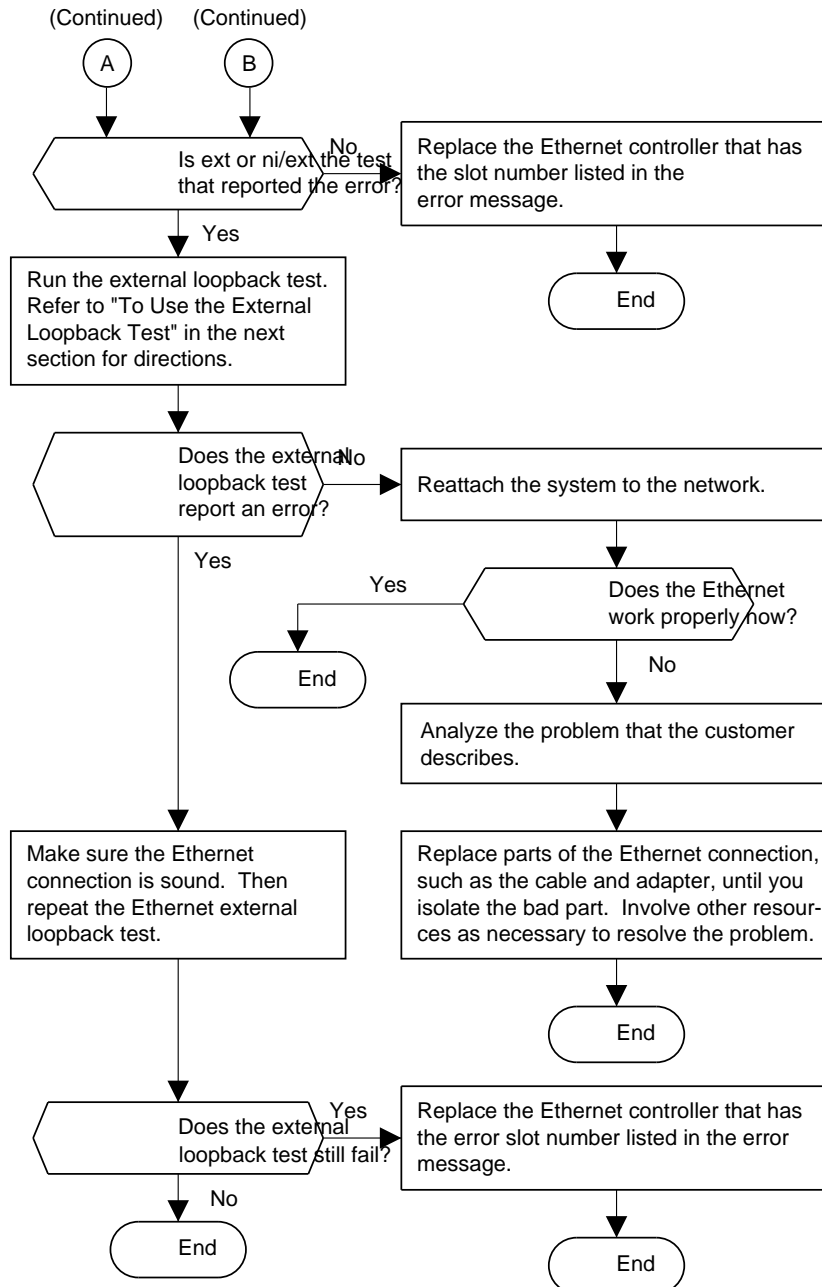 (Continued)
(Continued)
A
B
Is ext or ni/ext the test
that reported the error?
No
Replace the Ethernet controller that has
the slot number listed in the
error message.
Yes
End
Run the external loopback test.
Refer to "To Use the External
Loopback Test" in the next
section for directions.
Does the external
loopback test
report an error?
No
Reattach the system to the network.
Yes
Yes
Does the Ethernet
work properly now?
End
No
Analyze the problem that the customer
describes.
Make sure the Ethernet
connection is sound.  Then
repeat the Ethernet external
loopback test.
Replace parts of the Ethernet connection,
such as the cable and adapter, until you
isolate the bad part.  Involve other resour-
ces as necessary to resolve the problem.
End
Does the external
loopback test still fail?
Yes
Replace the Ethernet controller that has
the error slot number listed in the error
message.
No
End
End